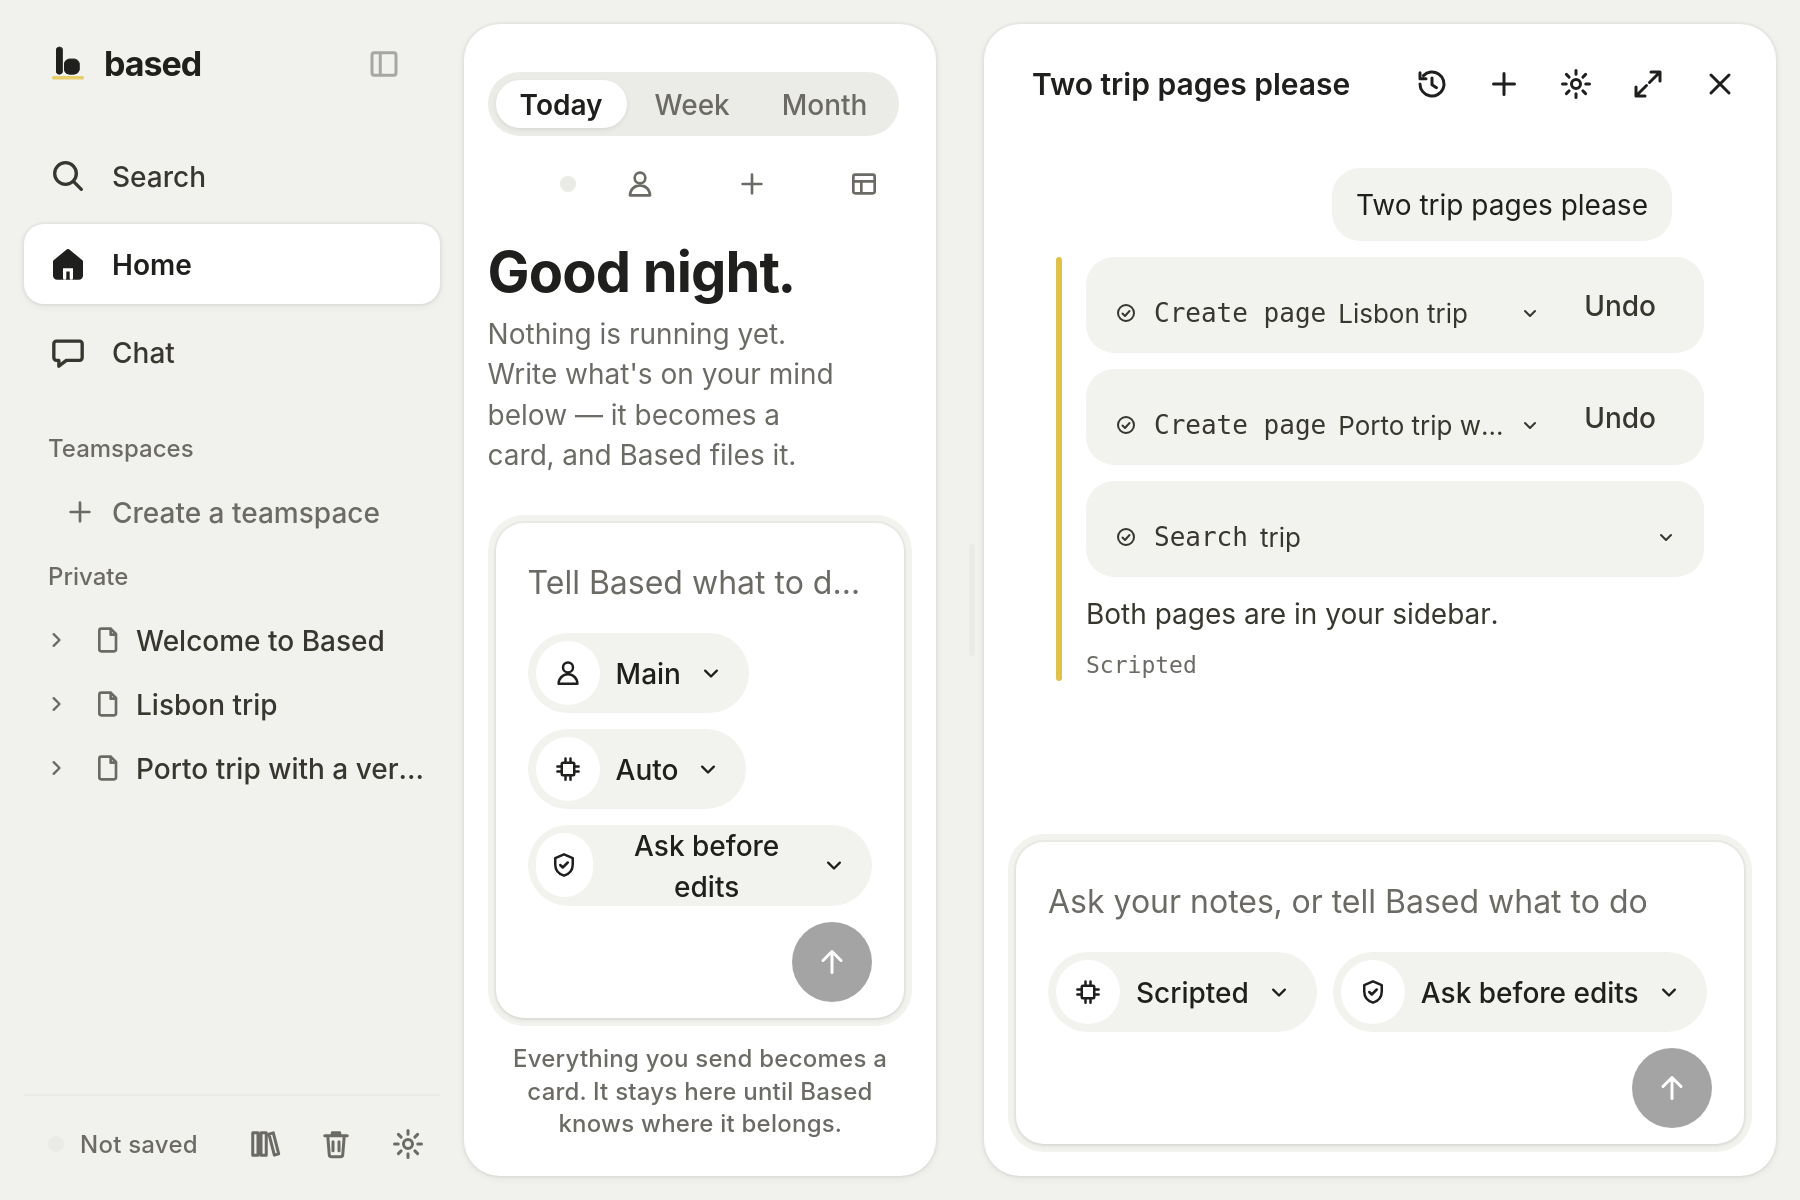 based
Search
Home
Chat
Teamspaces
Create a teamspace
Private
Welcome to Based
Lisbon trip
Porto trip with a ver...
Not saved
Today Week Month
Good night.
Nothing is running yet.
Write what's on your mind
below — it becomes a
card, and Based files it.
Tell Based what to d...
Main
Auto
Ask before
edits
Everything you send becomes a
card. It stays here until Based
knows where it belongs.
Two trip pages please
Two trip pages please
Create page Lisbon trip Undo
Create page Porto trip w... Undo
Search trip
Both pages are in your sidebar.
Scripted
Ask your notes, or tell Based what to do
Scripted Ask before edits